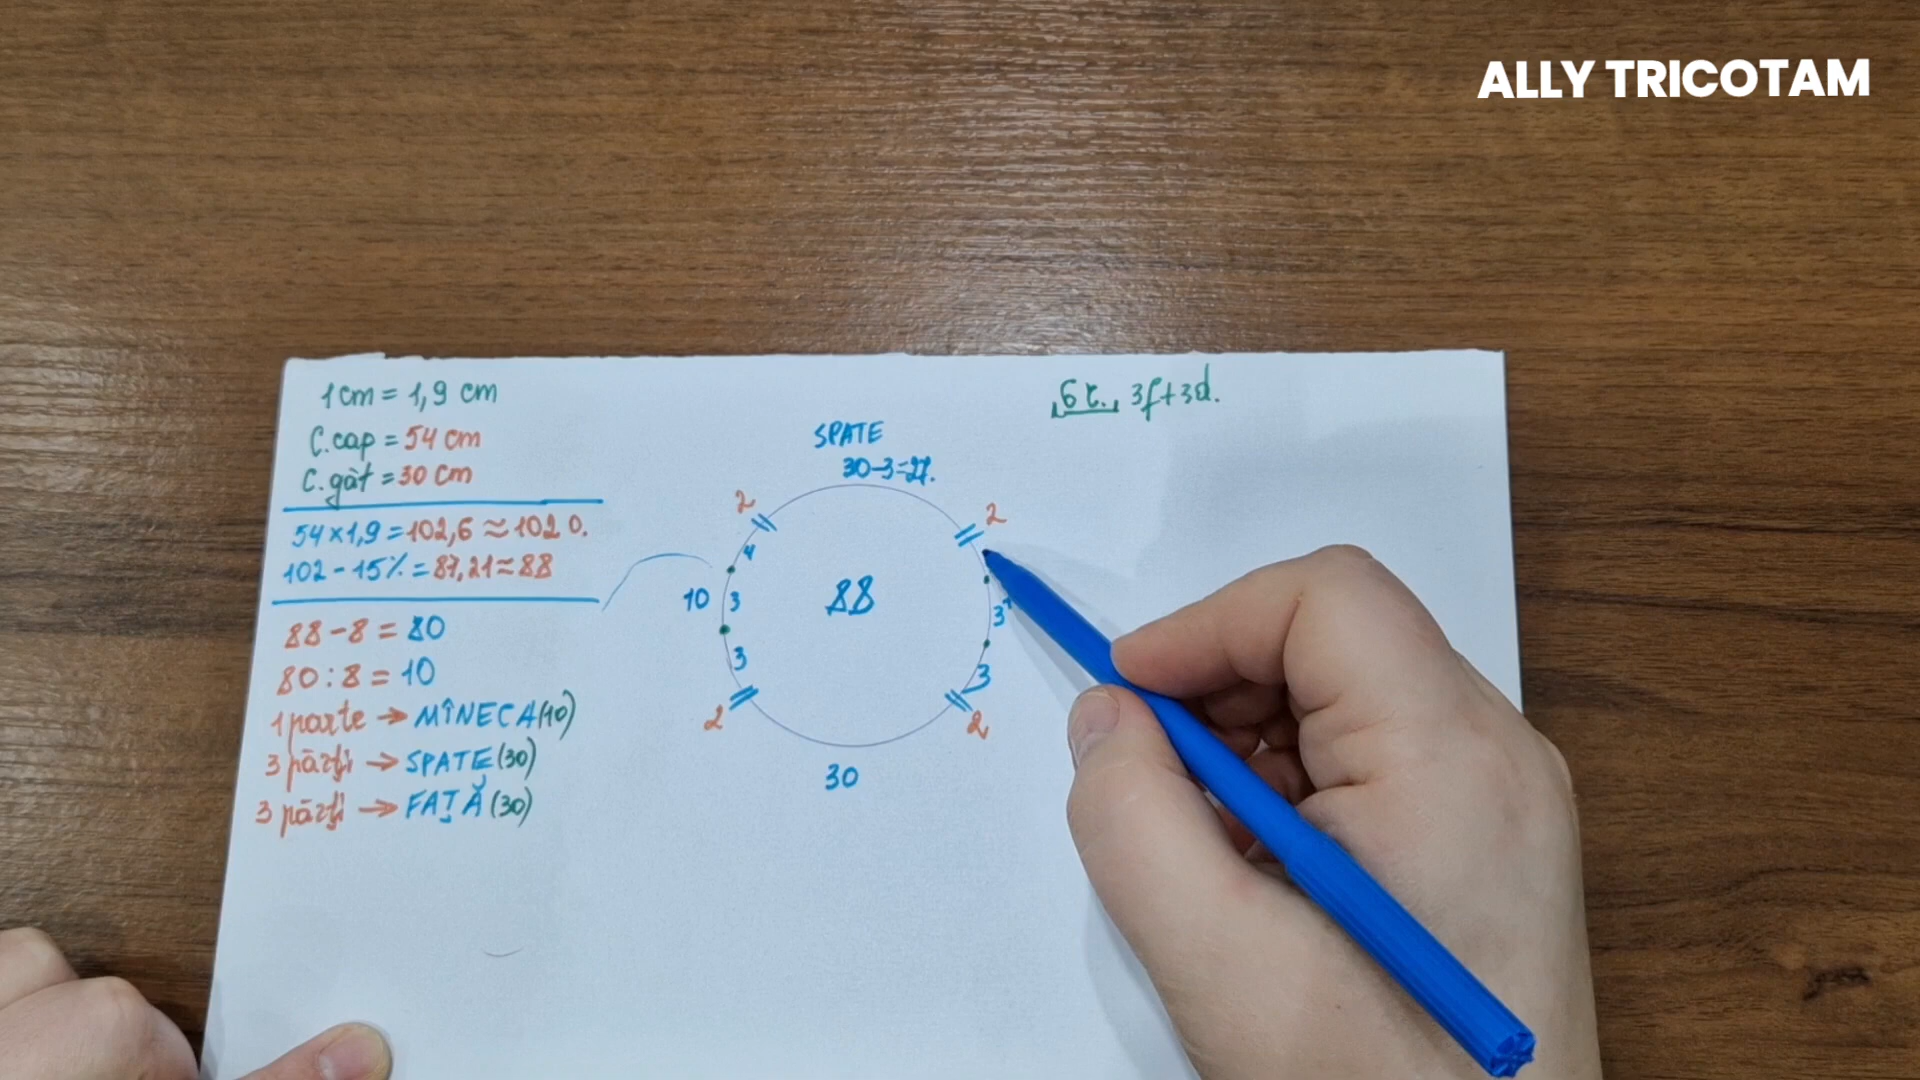 ALLY TRICOTAM
1 cm = 1,9 cm
C.cap = 54 cm
C.gât = 30 cm
54 x 1,9 = 102,6 ≈ 102 O.
102 - 15% = 87,21 ≈ 88
88 - 8 = 80
80 : 8 = 10
1 parte → MÎNECA (10)
3 părți → SPATE (30)
3 părți → FAȚĂ (30)
6 r. 3f+3d.
SPATE
30-3=27.
2
2
4
10 3
88
3
3
3
2
2
30